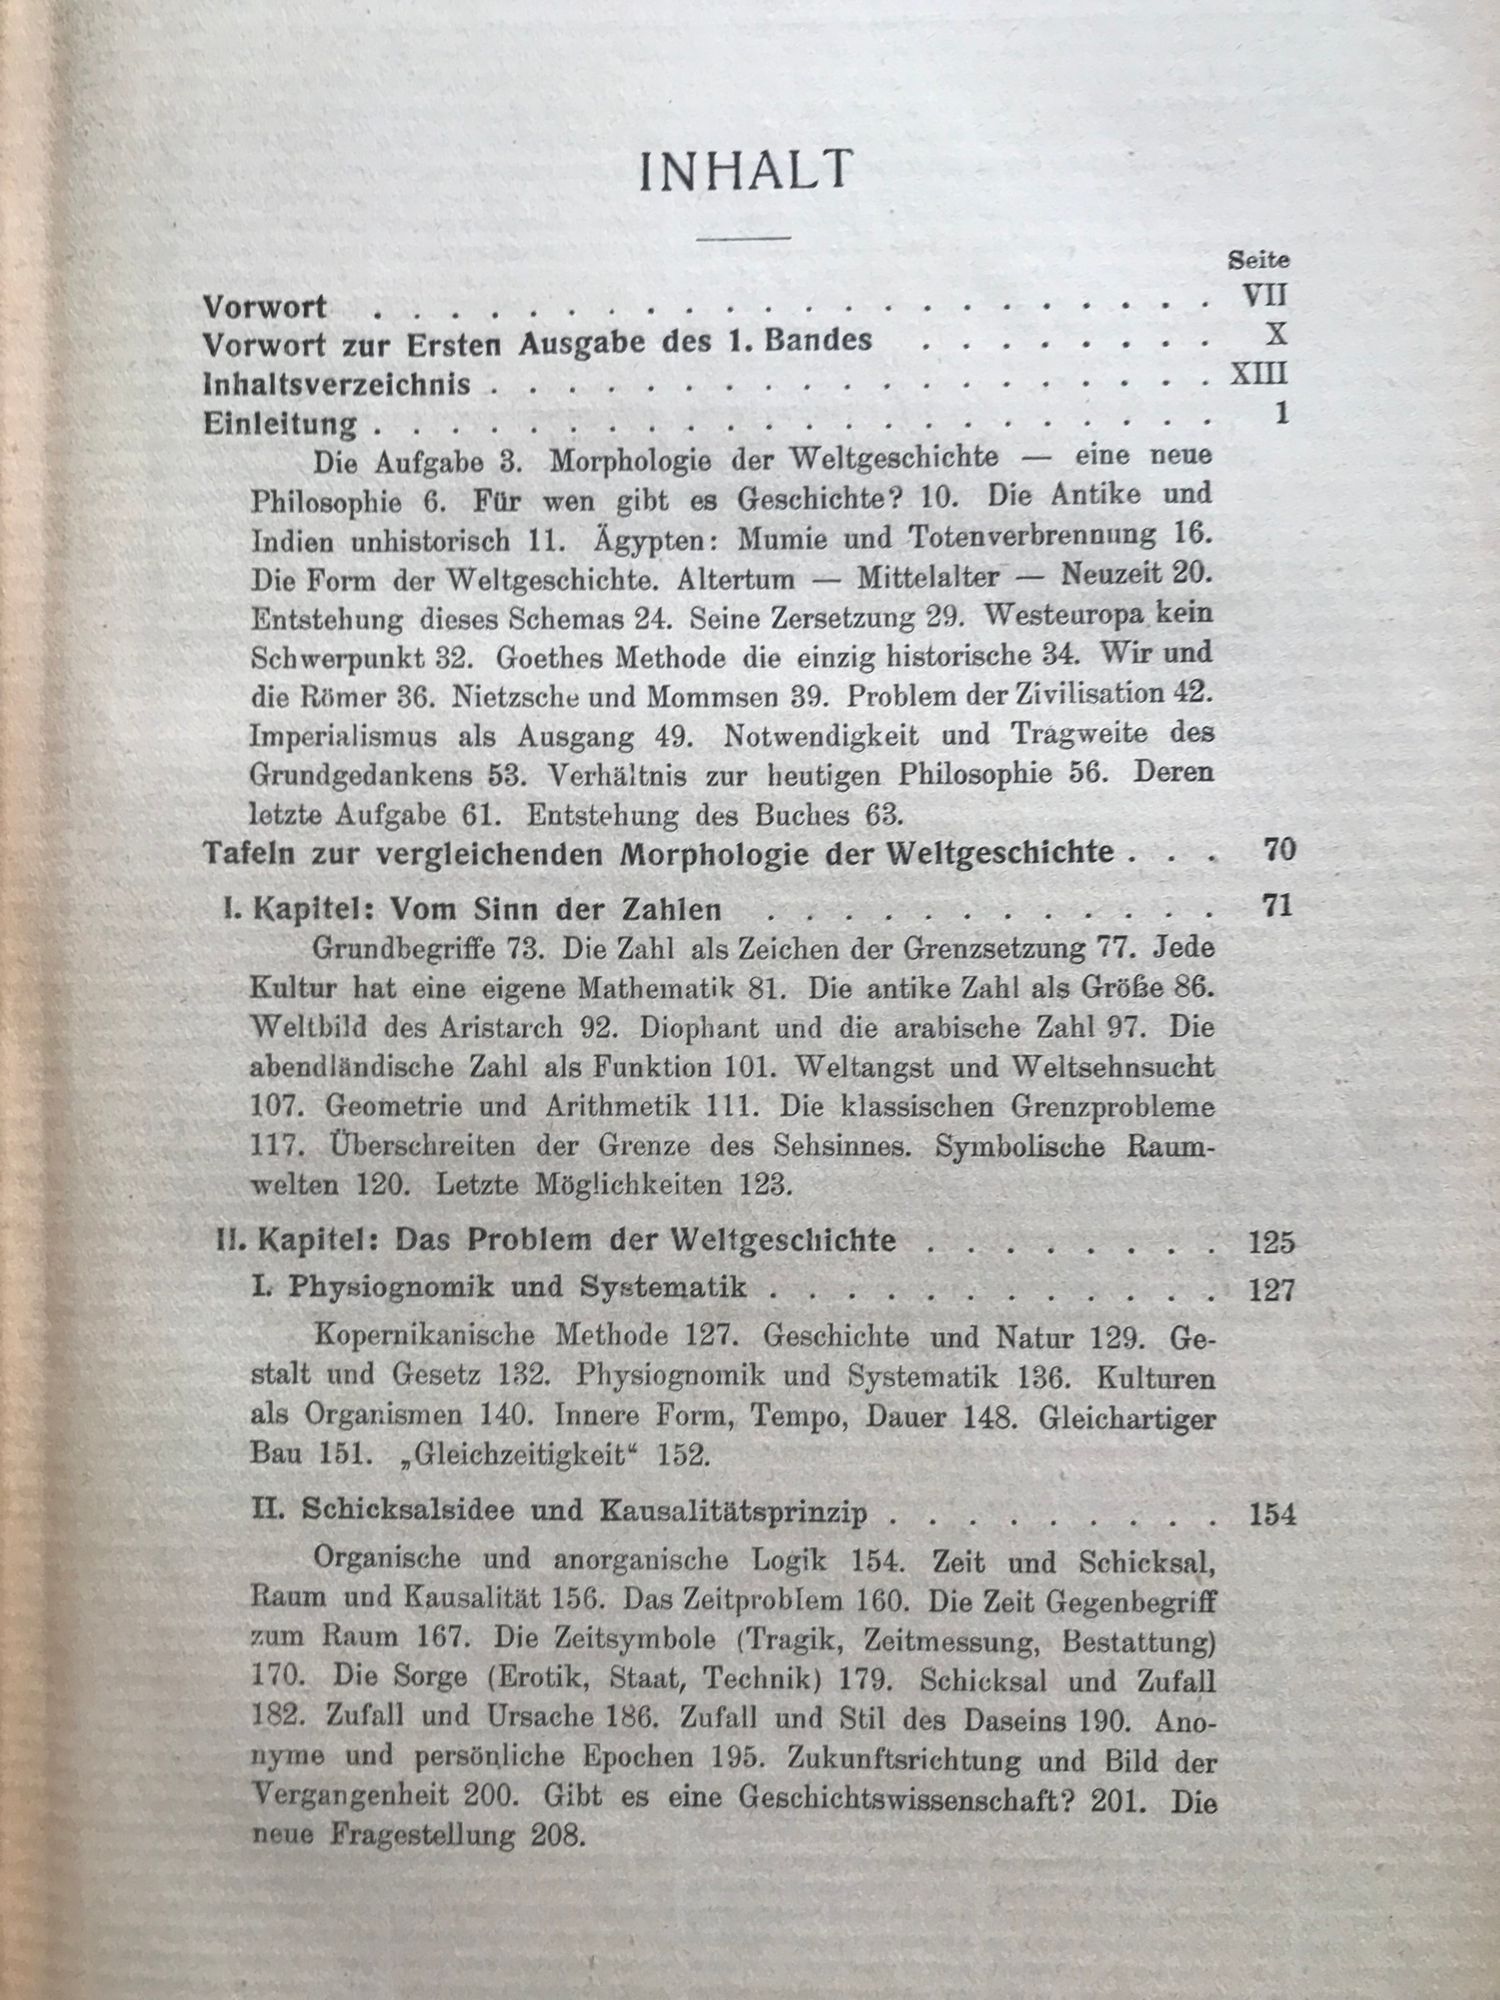 INHALT
Seite
Vorwort . . . . . . . . . . . . . . . . . . . . . . VII
Vorwort zur Ersten Ausgabe des 1. Bandes . . . . . . . . X
Inhaltsverzeichnis . . . . . . . . . . . . . . . . . . . XIII
Einleitung . . . . . . . . . . . . . . . . . . . . . . 1
Die Aufgabe 3. Morphologie der Weltgeschichte — eine neue
Philosophie 6. Für wen gibt es Geschichte? 10. Die Antike und
Indien unhistorisch 11. Ägypten: Mumie und Totenverbrennung 16.
Die Form der Weltgeschichte. Altertum — Mittelalter — Neuzeit 20.
Entstehung dieses Schemas 24. Seine Zersetzung 29. Westeuropa kein
Schwerpunkt 32. Goethes Methode die einzig historische 34. Wir und
die Römer 36. Nietzsche und Mommsen 39. Problem der Zivilisation 42.
Imperialismus als Ausgang 49. Notwendigkeit und Tragweite des
Grundgedankens 53. Verhältnis zur heutigen Philosophie 56. Deren
letzte Aufgabe 61. Entstehung des Buches 63.
Tafeln zur vergleichenden Morphologie der Weltgeschichte . . . 70
I. Kapitel: Vom Sinn der Zahlen . . . . . . . . . . . . 71
Grundbegriffe 73. Die Zahl als Zeichen der Grenzsetzung 77. Jede
Kultur hat eine eigene Mathematik 81. Die antike Zahl als Größe 86.
Weltbild des Aristarch 92. Diophant und die arabische Zahl 97. Die
abendländische Zahl als Funktion 101. Weltangst und Weltsehnsucht
107. Geometrie und Arithmetik 111. Die klassischen Grenzprobleme
117. Überschreiten der Grenze des Sehsinnes. Symbolische Raum-
welten 120. Letzte Möglichkeiten 123.
II. Kapitel: Das Problem der Weltgeschichte . . . . . . . . 125
I. Physiognomik und Systematik . . . . . . . . . . . . 127
Kopernikanische Methode 127. Geschichte und Natur 129. Ge-
stalt und Gesetz 132. Physiognomik und Systematik 136. Kulturen
als Organismen 140. Innere Form, Tempo, Dauer 148. Gleichartiger
Bau 151. „Gleichzeitigkeit“ 152.
II. Schicksalsidee und Kausalitätsprinzip . . . . . . . . . 154
Organische und anorganische Logik 154. Zeit und Schicksal,
Raum und Kausalität 156. Das Zeitproblem 160. Die Zeit Gegenbegriff
zum Raum 167. Die Zeitsymbole (Tragik, Zeitmessung, Bestattung)
170. Die Sorge (Erotik, Staat, Technik) 179. Schicksal und Zufall
182. Zufall und Ursache 186. Zufall und Stil des Daseins 190. Ano-
nyme und persönliche Epochen 195. Zukunftsrichtung und Bild der
Vergangenheit 200. Gibt es eine Geschichtswissenschaft? 201. Die
neue Fragestellung 208.